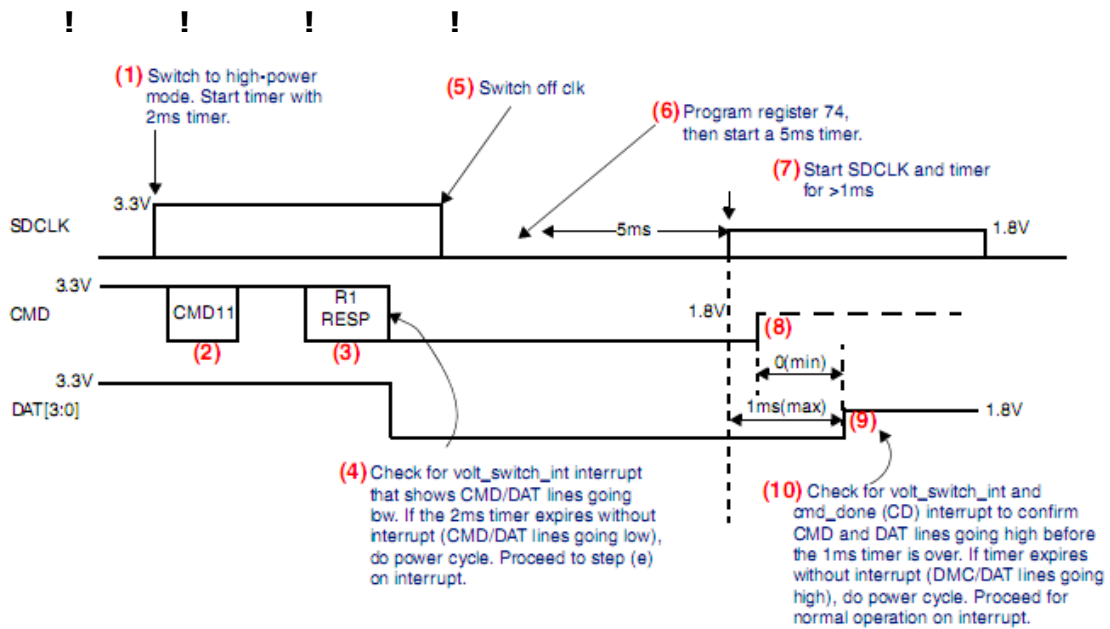 ! ! ! !
(1) Switch to high-power
mode. Start timer with
2ms timer.
(5) Switch off clk
(6) Program register 74,
then start a 5ms timer.
(7) Start SDCLK and timer
for >1ms
3.3V
SDCLK
5ms
1.8V
3.3V
CMD
CMD11
R1
RESP
1.8V
(2)
(3)
(8)
0(min)
3.3V
DAT[3:0]
1ms(max)
(9)
1.8V
(4) Check for volt_switch_int interrupt
that shows CMD/DAT lines going
low. If the 2ms timer expires without
interrupt (CMD/DAT lines going low),
do power cycle. Proceed to step (e)
on interrupt.
(10) Check for volt_switch_int and
cmd_done (CD) interrupt to confirm
CMD and DAT lines going high before
the 1ms timer is over. If timer expires
without interrupt (DMC/DAT lines going
high), do power cycle. Proceed for
normal operation on interrupt.